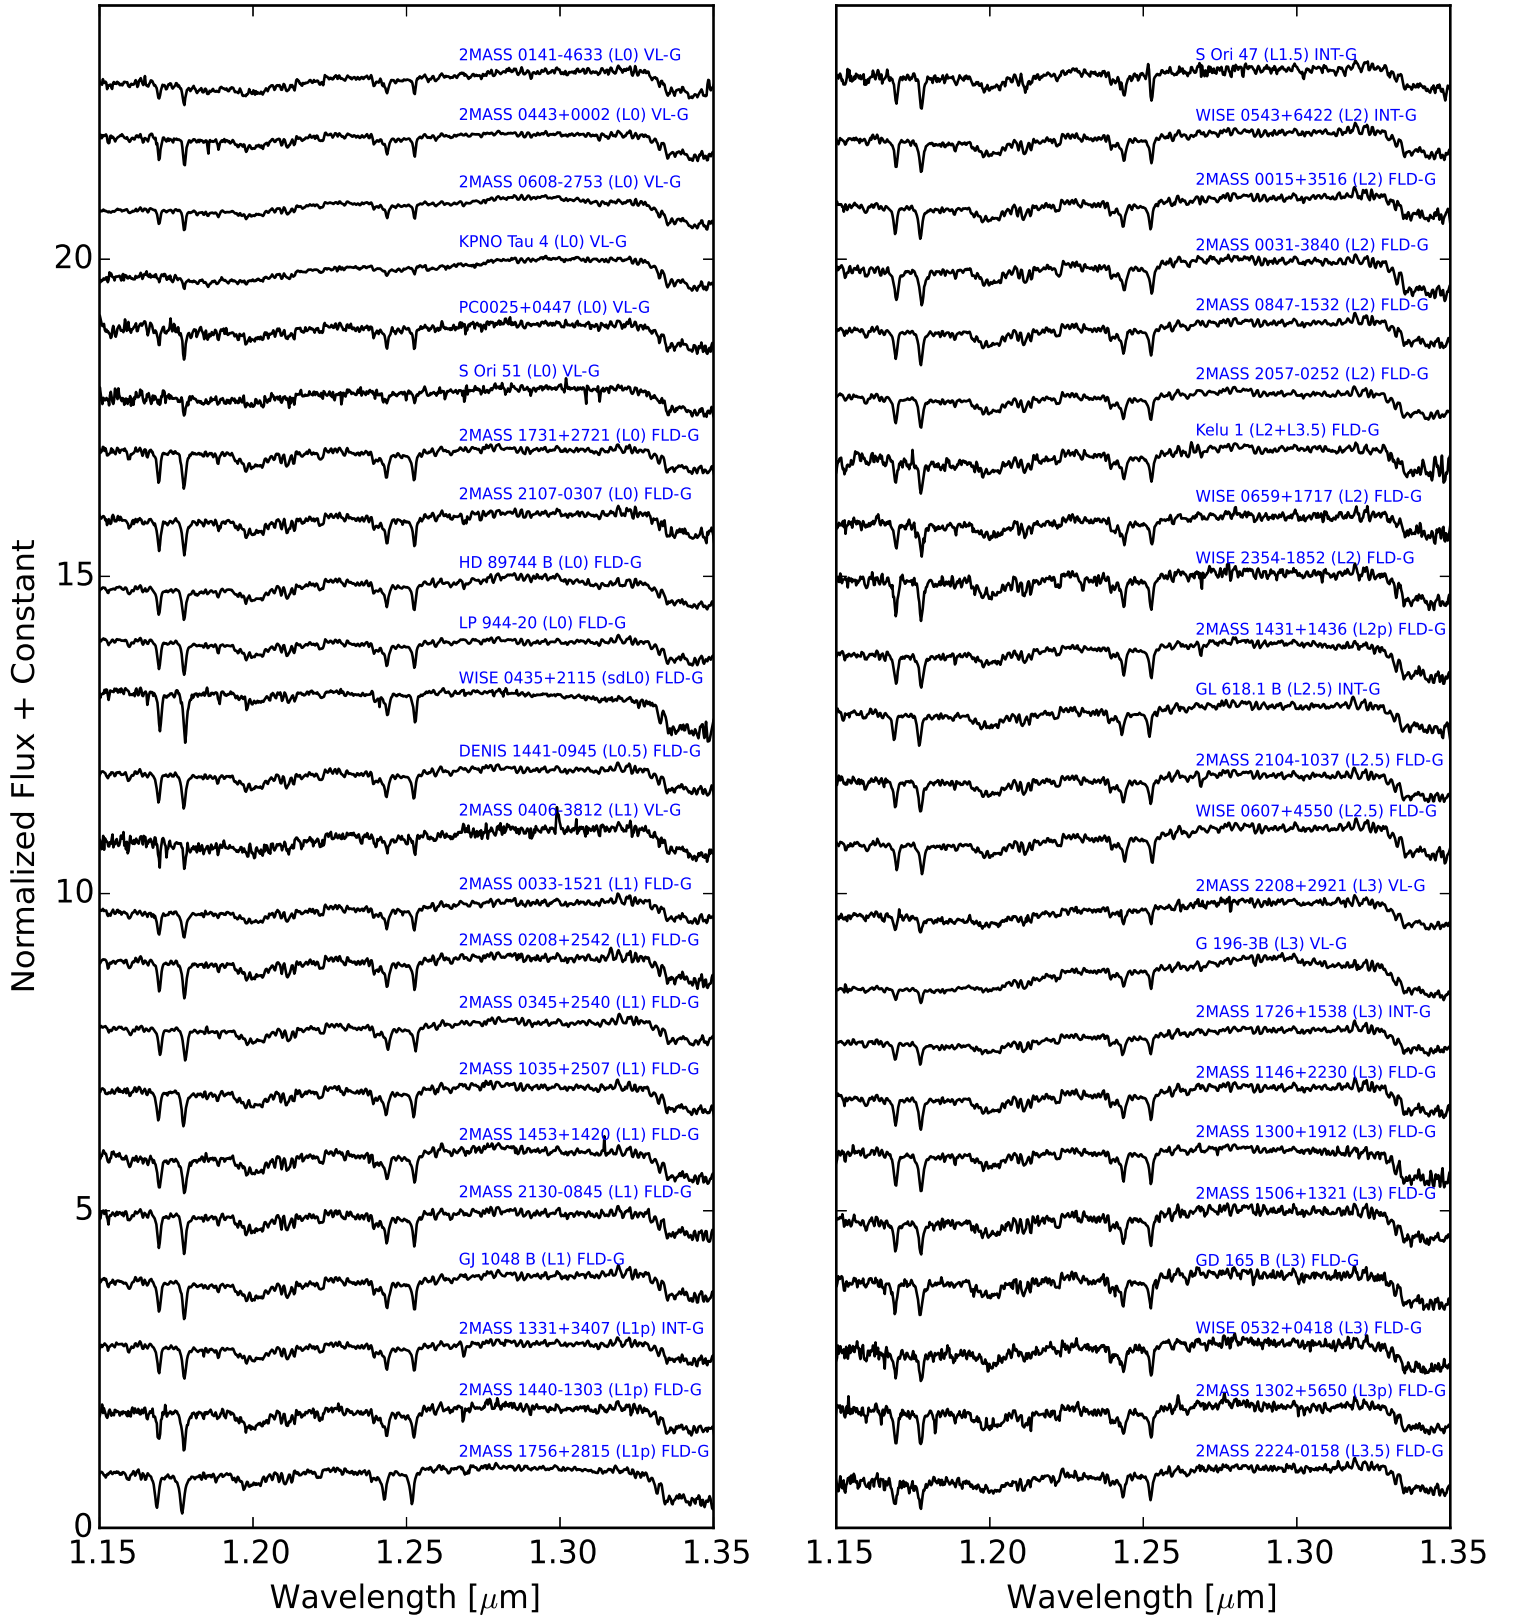 2MASS 0141-4633 (L0) VL-G
2MASS 0443+0002 (L0) VL-G
2MASS 0608-2753 (L0) VL-G
KPNO Tau 4 (L0) VL-G
PC0025+0447 (L0) VL-G
S Ori 51 (L0) VL-G
2MASS 1731+2721 (L0) FLD-G
2MASS 2107-0307 (L0) FLD-G
HD 89744 B (L0) FLD-G
LP 944-20 (L0) FLD-G
WISE 0435+2115 (sdL0) FLD-G
DENIS 1441-0945 (L0.5) FLD-G
2MASS 0406-3812 (L1) VL-G
2MASS 0033-1521 (L1) FLD-G
2MASS 0208+2542 (L1) FLD-G
2MASS 0345+2540 (L1) FLD-G
2MASS 1035+2507 (L1) FLD-G
2MASS 1453+1420 (L1) FLD-G
2MASS 2130-0845 (L1) FLD-G
GJ 1048 B (L1) FLD-G
2MASS 1331+3407 (L1p) INT-G
2MASS 1440-1303 (L1p) FLD-G
2MASS 1756+2815 (L1p) FLD-G
20
15
10
5
0
Normalized Flux + Constant
1.15 1.20 1.25 1.30 1.35
Wavelength [μm]
S Ori 47 (L1.5) INT-G
WISE 0543+6422 (L2) INT-G
2MASS 0015+3516 (L2) FLD-G
2MASS 0031-3840 (L2) FLD-G
2MASS 0847-1532 (L2) FLD-G
2MASS 2057-0252 (L2) FLD-G
Kelu 1 (L2+L3.5) FLD-G
WISE 0659+1717 (L2) FLD-G
WISE 2354-1852 (L2) FLD-G
2MASS 1431+1436 (L2p) FLD-G
GL 618.1 B (L2.5) INT-G
2MASS 2104-1037 (L2.5) FLD-G
WISE 0607+4550 (L2.5) FLD-G
2MASS 2208+2921 (L3) VL-G
G 196-3B (L3) VL-G
2MASS 1726+1538 (L3) INT-G
2MASS 1146+2230 (L3) FLD-G
2MASS 1300+1912 (L3) FLD-G
2MASS 1506+1321 (L3) FLD-G
GD 165 B (L3) FLD-G
WISE 0532+0418 (L3) FLD-G
2MASS 1302+5650 (L3p) FLD-G
2MASS 2224-0158 (L3.5) FLD-G
1.15 1.20 1.25 1.30 1.35
Wavelength [μm]